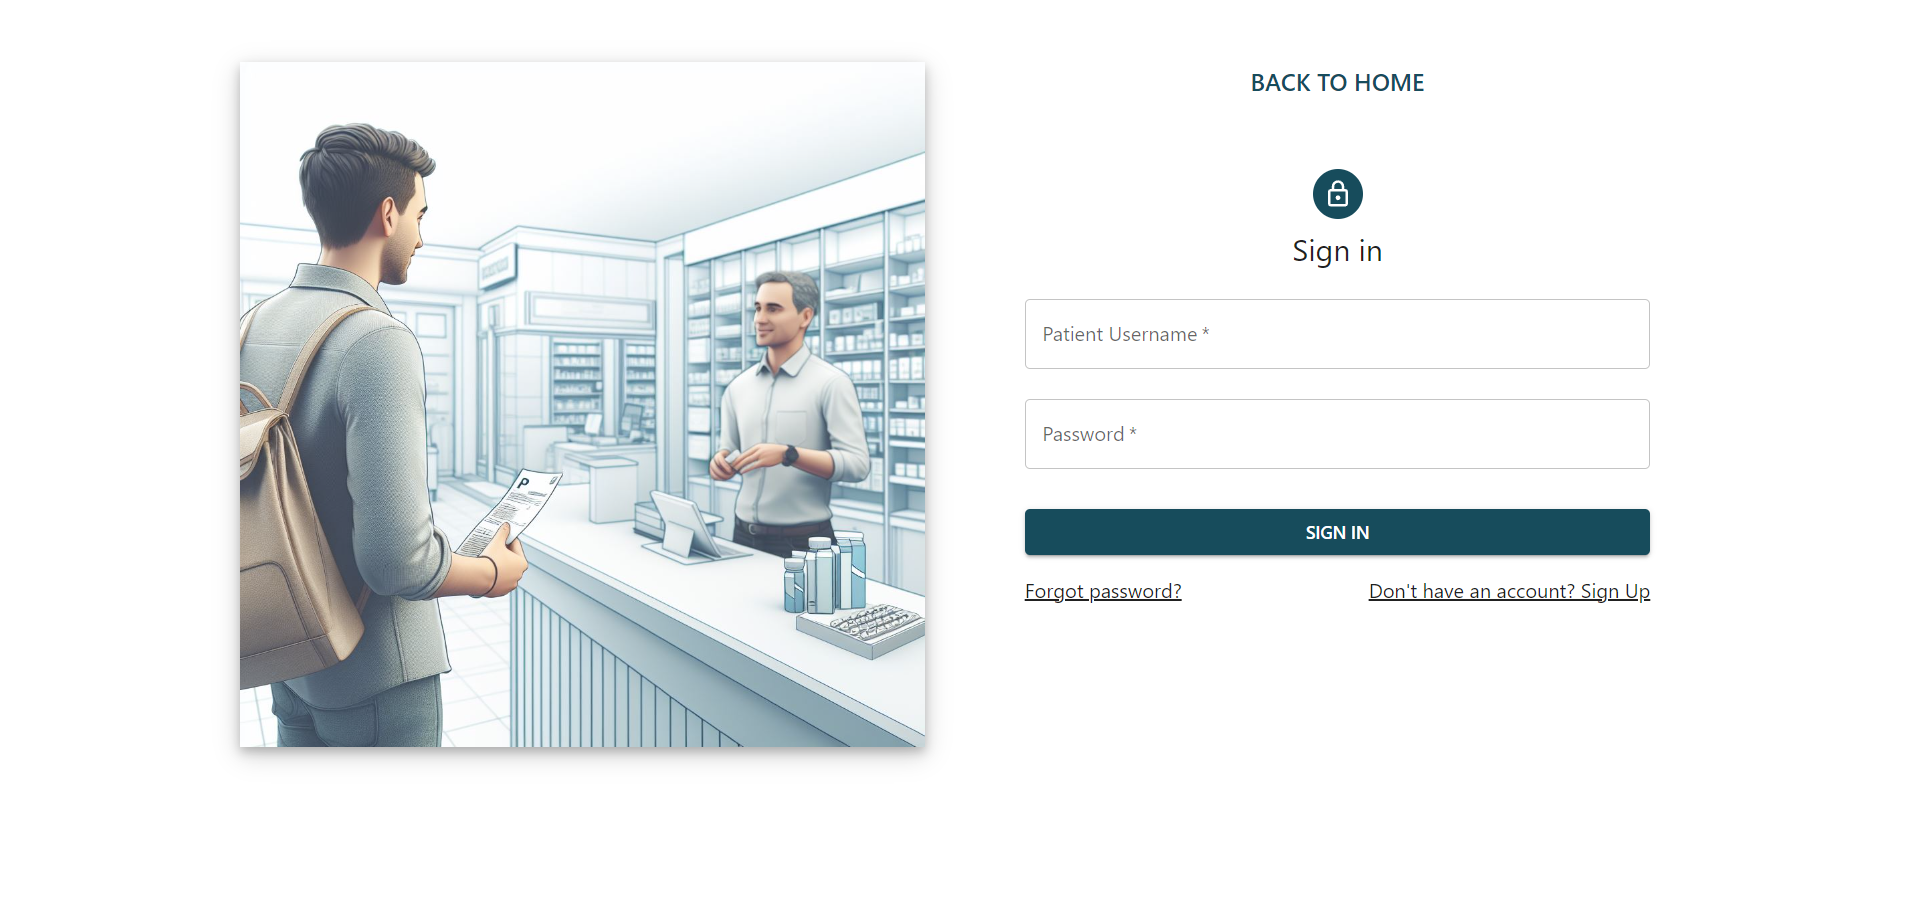 BACK TO HOME
Sign in
Patient Username *
Password *
SIGN IN
Forgot password?
Don't have an account? Sign Up
P